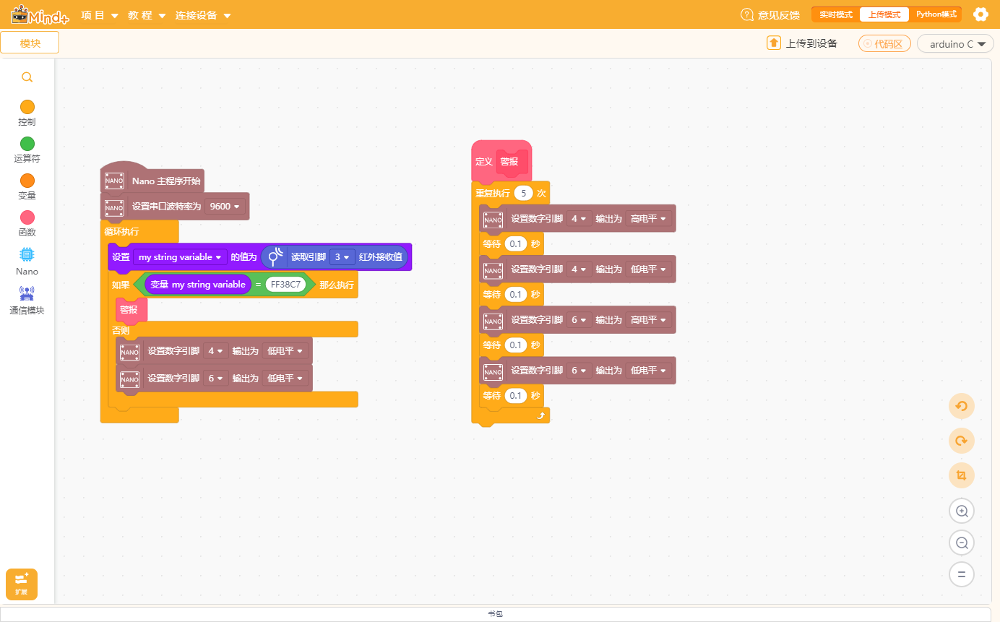 Mind+ 项目 教程 连接设备 意见反馈 实时模式 上传模式 Python模式
模块 上传到设备 代码区 arduino C
控制
运算符
变量
函数
Nano
通信模块
扩展
NANO Nano 主程序开始
NANO 设置串口波特率为 9600
循环执行
设置 my string variable 的值为 读取引脚 3 红外接收值
如果 变量 my string variable = FF38C7 那么执行
警报
否则
NANO 设置数字引脚 4 输出为 低电平
NANO 设置数字引脚 6 输出为 低电平
定义 警报
重复执行 5 次
NANO 设置数字引脚 4 输出为 高电平
等待 0.1 秒
NANO 设置数字引脚 4 输出为 低电平
等待 0.1 秒
NANO 设置数字引脚 6 输出为 高电平
等待 0.1 秒
NANO 设置数字引脚 6 输出为 低电平
等待 0.1 秒
书包